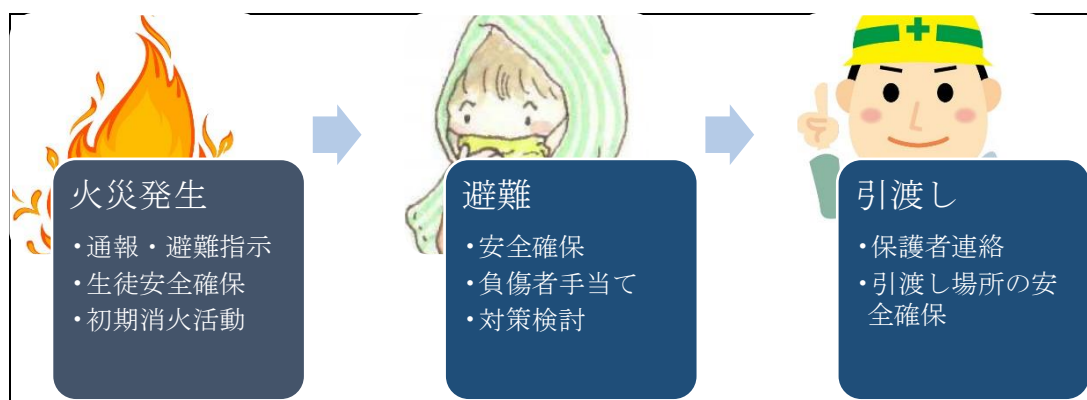 火災発生
・通報・避難指示
・生徒安全確保
・初期消火活動
避難
・安全確保
・負傷者手当て
・対策検討
引渡し
・保護者連絡
・引渡し場所の安
全確保